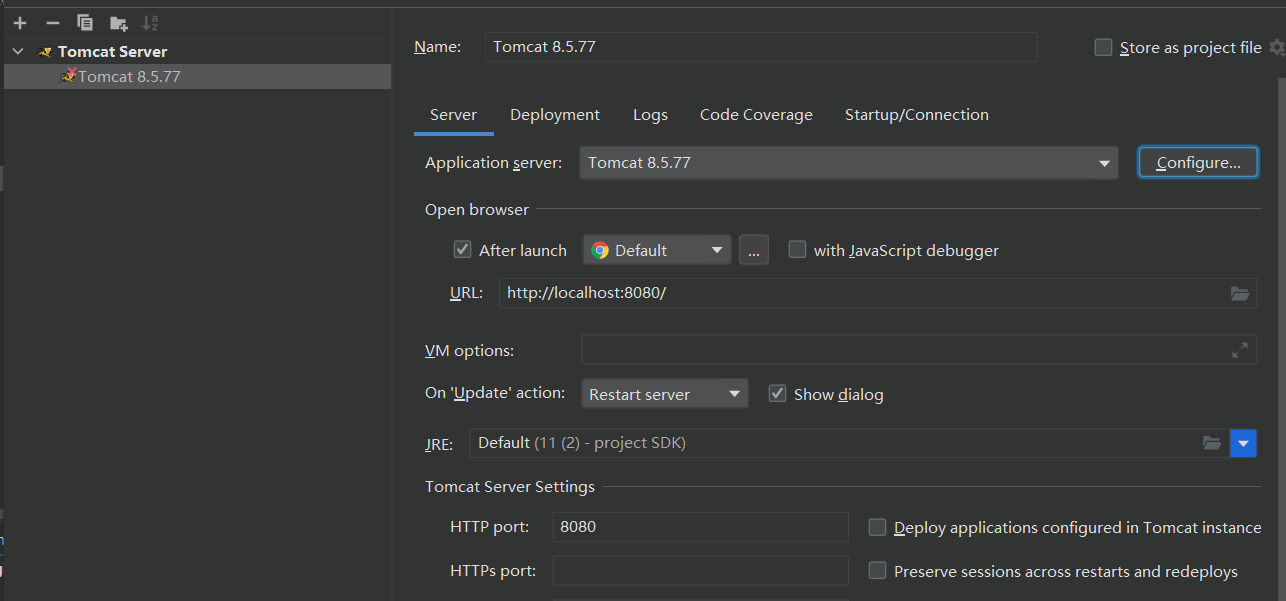 Tomcat Server
Tomcat 8.5.77
Name: Tomcat 8.5.77 Store as project file
Server Deployment Logs Code Coverage Startup/Connection
Application server: Tomcat 8.5.77 Configure...
Open browser
After launch Default ... with JavaScript debugger
URL: http://localhost:8080/
VM options:
On 'Update' action: Restart server Show dialog
JRE: Default (11 (2) - project SDK)
Tomcat Server Settings
HTTP port: 8080 Deploy applications configured in Tomcat instance
HTTPs port: Preserve sessions across restarts and redeploys